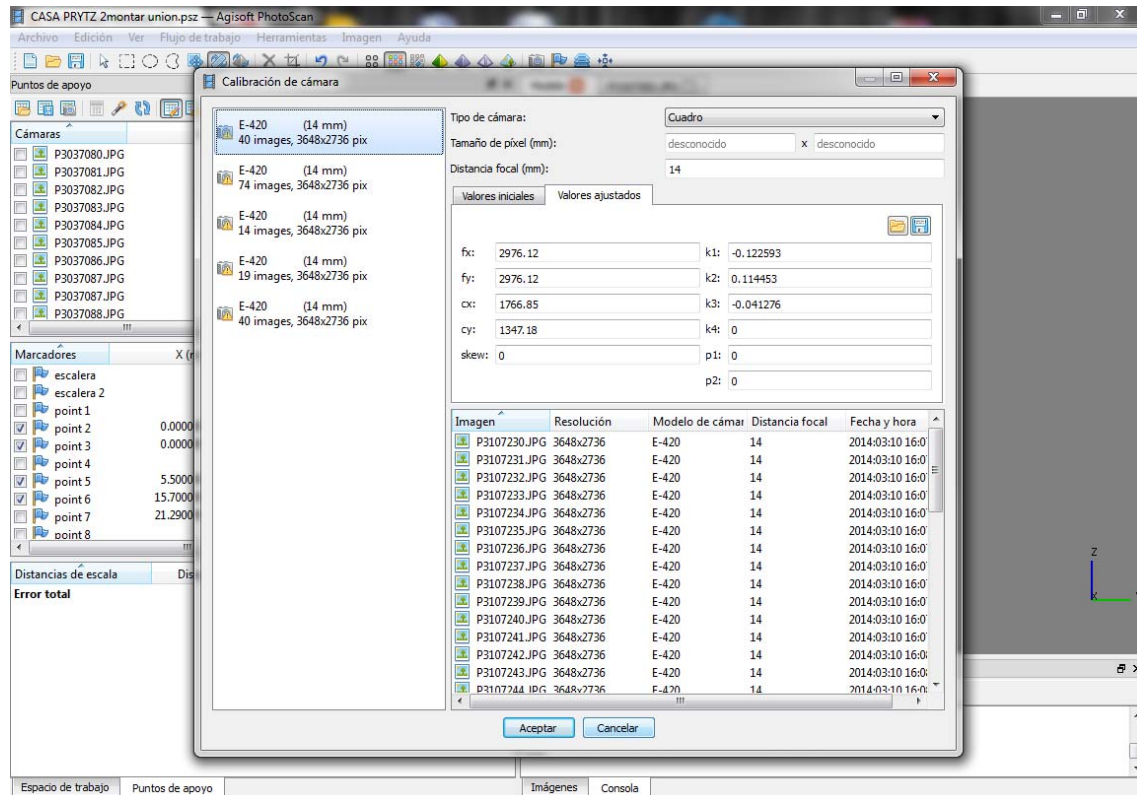 CASA PRYTZ 2montar union.psz — Agisoft PhotoScan
Archivo Edición Ver Flujo de trabajo Herramientas Imagen Ayuda
Puntos de apoyo
Cámaras
P3037080.JPG
P3037081.JPG
P3037082.JPG
P3037083.JPG
P3037084.JPG
P3037085.JPG
P3037086.JPG
P3037087.JPG
P3037087.JPG
P3037088.JPG
Marcadores X (
escalera
escalera 2
point 1
point 2 0.0000
point 3 0.0000
point 4
point 5 5.5000
point 6 15.7000
point 7 21.2900
point 8
Distancias de escala Dis
Error total
Espacio de trabajo Puntos de apoyo
Calibración de cámara
E-420 (14 mm)
40 images, 3648x2736 pix
E-420 (14 mm)
74 images, 3648x2736 pix
E-420 (14 mm)
14 images, 3648x2736 pix
E-420 (14 mm)
19 images, 3648x2736 pix
E-420 (14 mm)
40 images, 3648x2736 pix
Tipo de cámara: Cuadro
Tamaño de píxel (mm): desconocido x desconocido
Distancia focal (mm): 14
Valores iniciales Valores ajustados
fx: 2976.12 k1: -0.122593
fy: 2976.12 k2: 0.114453
cx: 1766.85 k3: -0.041276
cy: 1347.18 k4: 0
skew: 0 p1: 0
p2: 0
Imagen Resolución Modelo de cámar Distancia focal Fecha y hora
P3107230.JPG 3648x2736 E-420 14 2014:03:10 16:0
P3107231.JPG 3648x2736 E-420 14 2014:03:10 16:0
P3107232.JPG 3648x2736 E-420 14 2014:03:10 16:0
P3107233.JPG 3648x2736 E-420 14 2014:03:10 16:0
P3107234.JPG 3648x2736 E-420 14 2014:03:10 16:0
P3107235.JPG 3648x2736 E-420 14 2014:03:10 16:0
P3107236.JPG 3648x2736 E-420 14 2014:03:10 16:0
P3107237.JPG 3648x2736 E-420 14 2014:03:10 16:0
P3107238.JPG 3648x2736 E-420 14 2014:03:10 16:0
P3107239.JPG 3648x2736 E-420 14 2014:03:10 16:0
P3107240.JPG 3648x2736 E-420 14 2014:03:10 16:0
P3107241.JPG 3648x2736 E-420 14 2014:03:10 16:0
P3107242.JPG 3648x2736 E-420 14 2014:03:10 16:0
P3107243.JPG 3648x2736 E-420 14 2014:03:10 16:0
P3107244.JPG 3648x2736 E-420 14 2014:03:10 16:0
Aceptar Cancelar
Z
X
Imágenes Consola